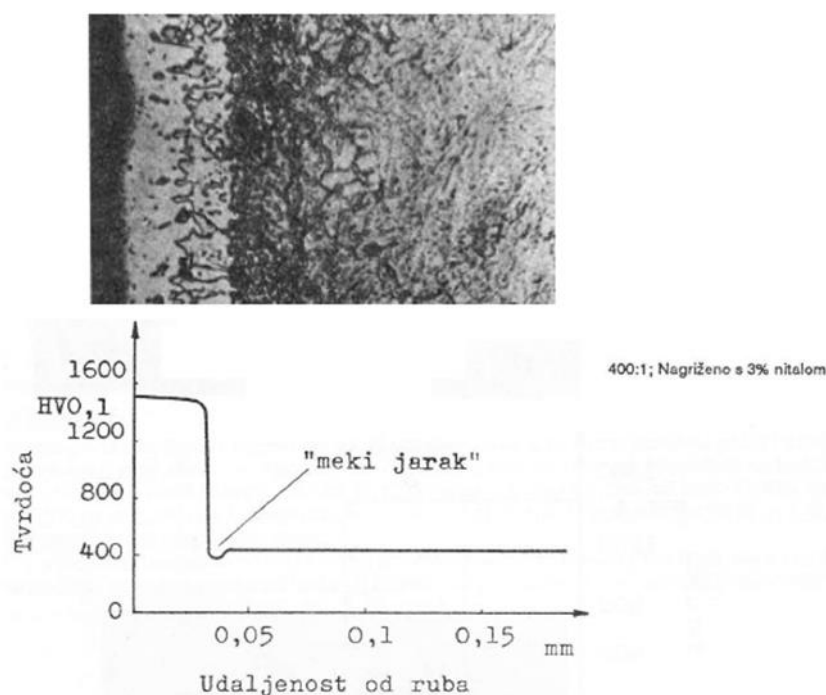 400:1; Nagriženo s 3% nitalom
1600
HV0,1
1200
"meki jarak"
Tvrdoća
800
400
0
0,05
0,1
0,15
mm
Udaljenost od ruba